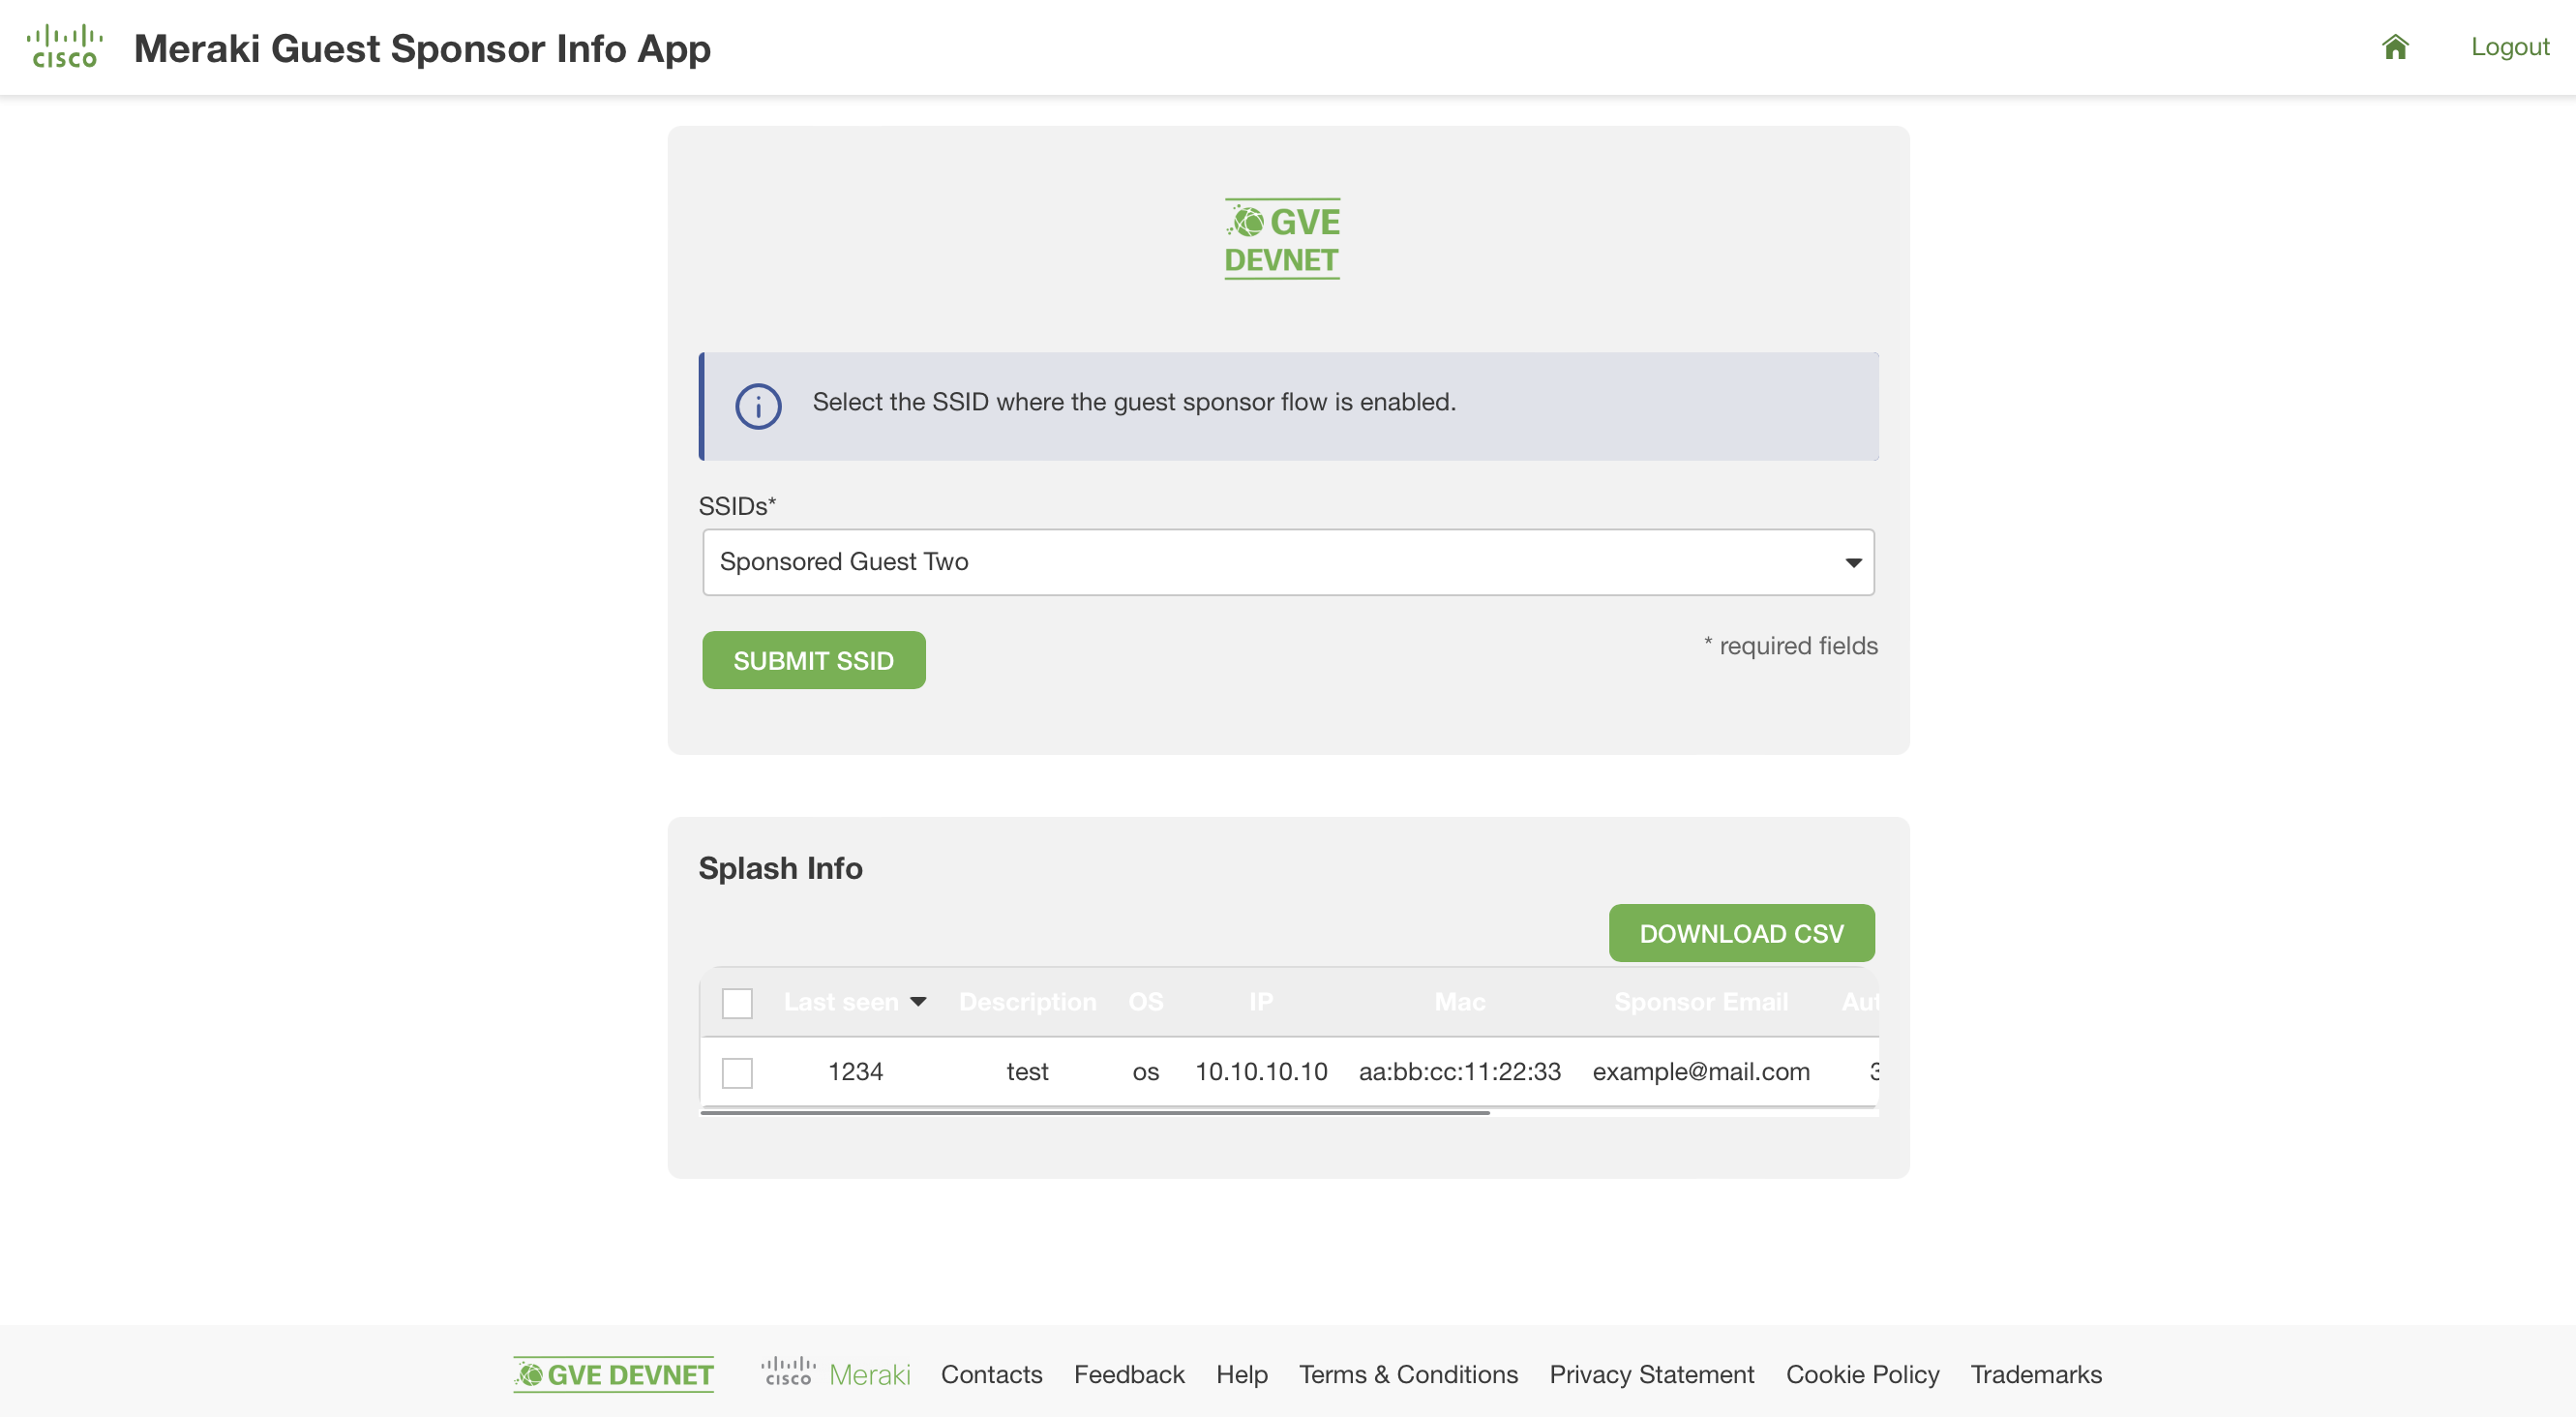 CISCO
Meraki Guest Sponsor Info App
Logout
GVE
DEVNET
Select the SSID where the guest sponsor flow is enabled.
SSIDs*
Sponsored Guest Two
SUBMIT SSID
* required fields
Splash Info
DOWNLOAD CSV
Last seen Description OS IP Mac Sponsor Email
1234 test os 10.10.10.10 aa:bb:cc:11:22:33 example@mail.com
GVE DEVNET CISCO Meraki Contacts Feedback Help Terms & Conditions Privacy Statement Cookie Policy Trademarks